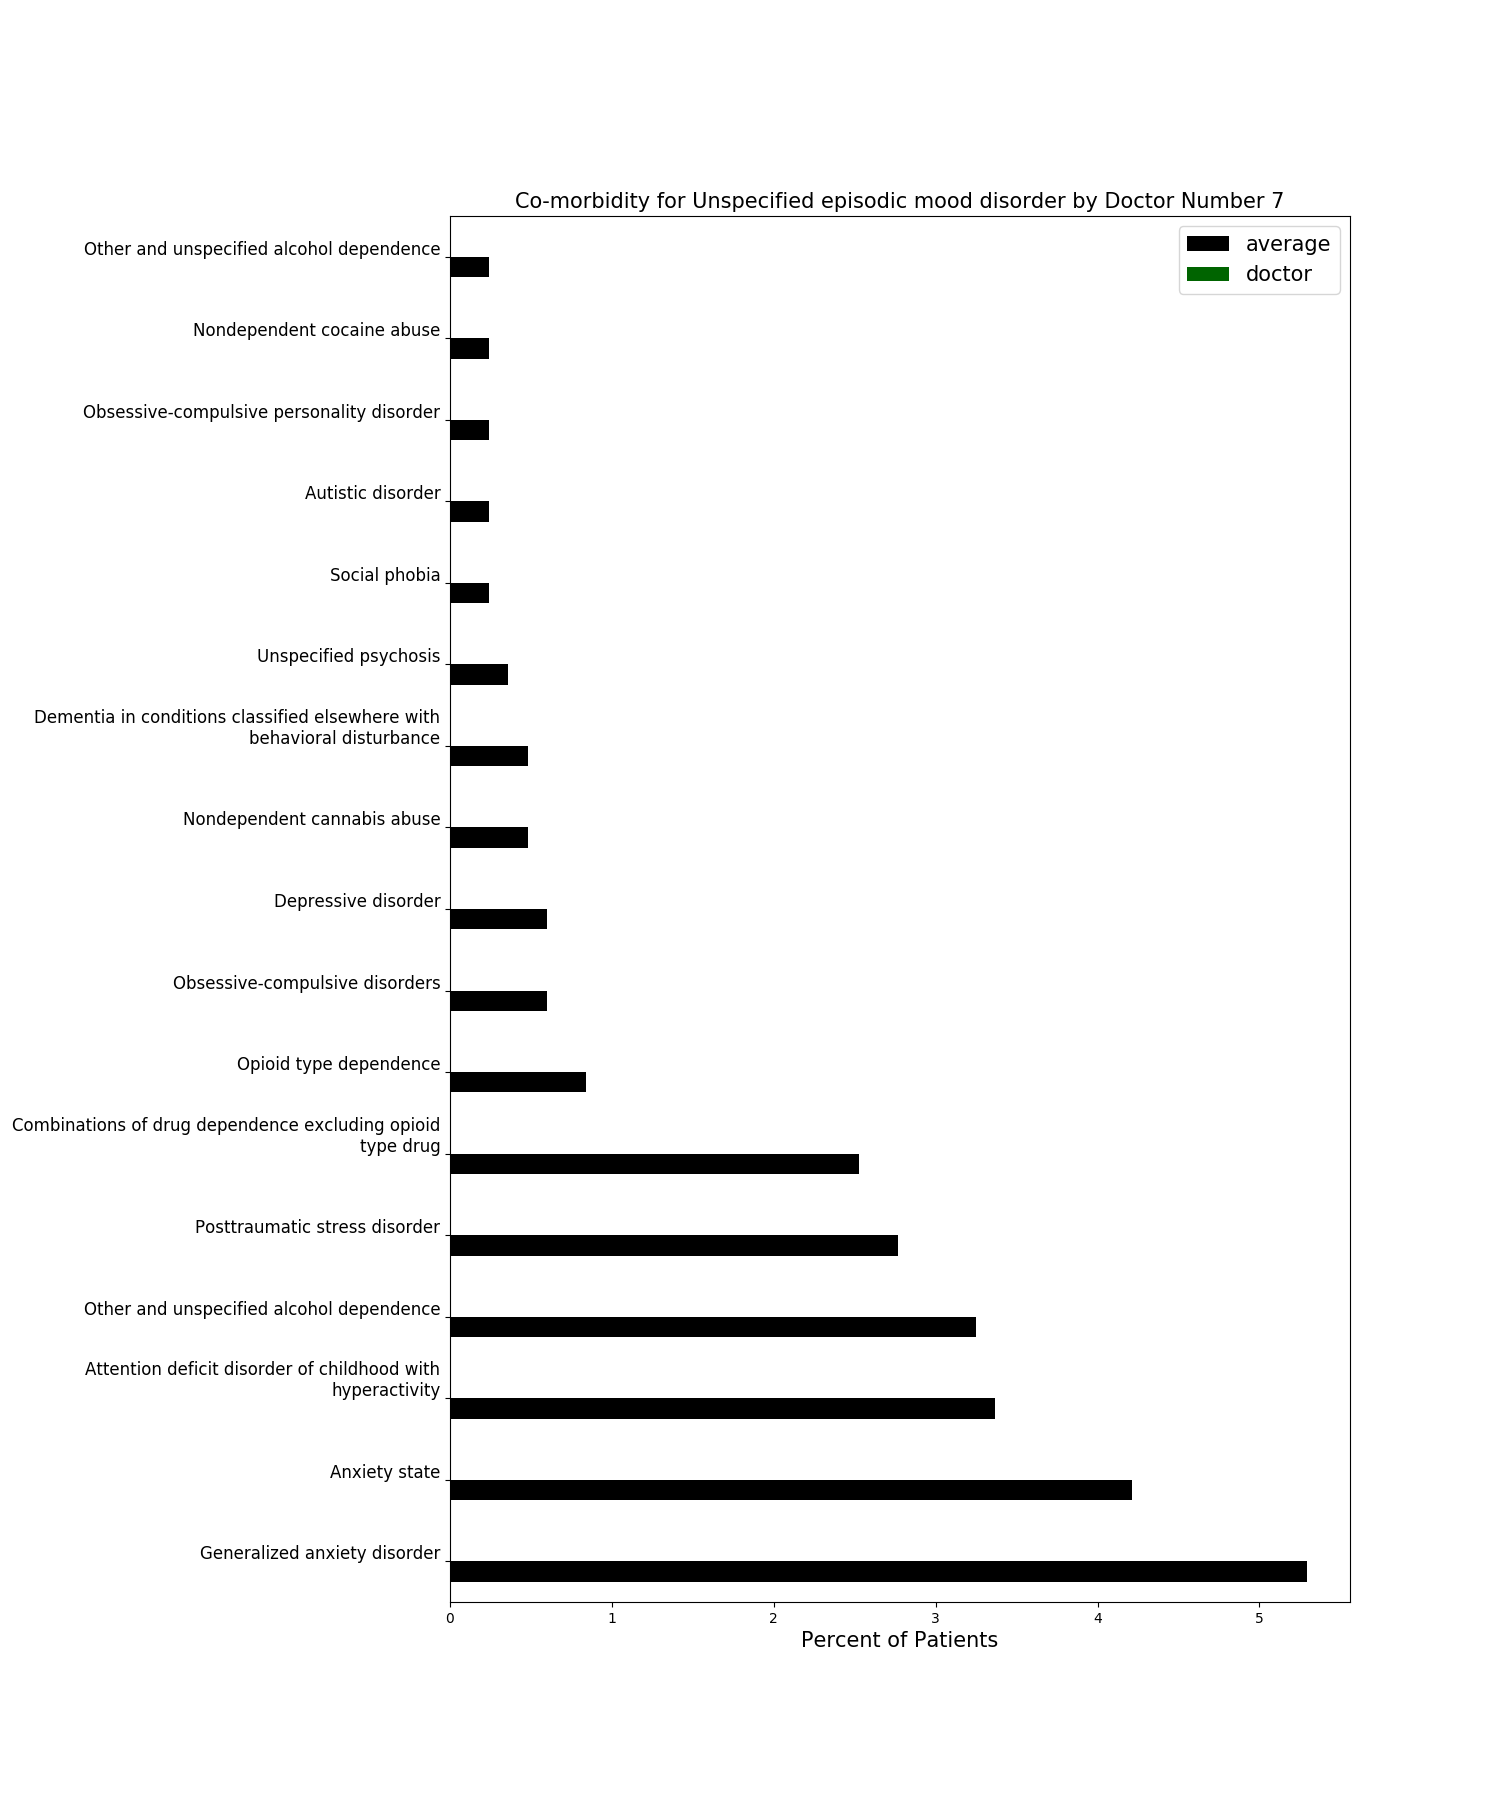 Co-morbidity for Unspecified episodic mood disorder by Doctor Number 7
average
doctor
Other and unspecified alcohol dependence
Nondependent cocaine abuse
Obsessive-compulsive personality disorder
Autistic disorder
Social phobia
Unspecified psychosis
Dementia in conditions classified elsewhere with
behavioral disturbance
Nondependent cannabis abuse
Depressive disorder
Obsessive-compulsive disorders
Opioid type dependence
Combinations of drug dependence excluding opioid
type drug
Posttraumatic stress disorder
Other and unspecified alcohol dependence
Attention deficit disorder of childhood with
hyperactivity
Anxiety state
Generalized anxiety disorder
0 1 2 3 4 5
Percent of Patients